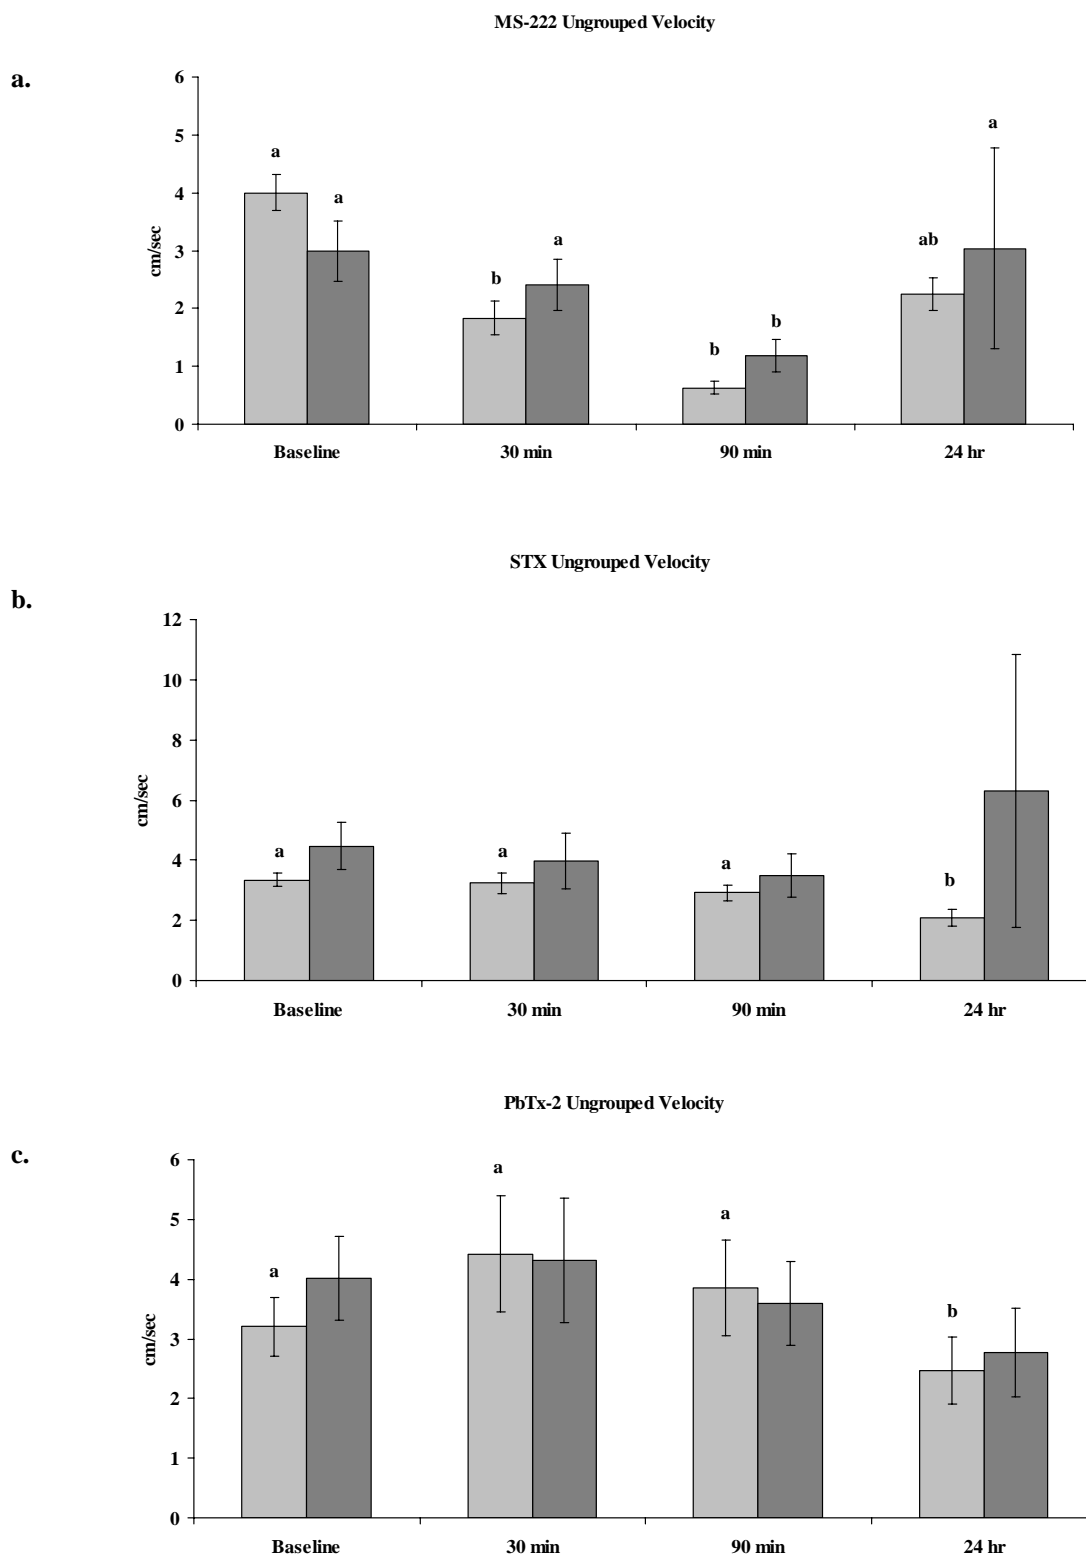 MS-222 Ungrouped Velocity
a.
6
5
4
3
2
1
0
cm/sec
a
a
b
a
b
b
ab
a
Baseline
30 min
90 min
24 hr
STX Ungrouped Velocity
b.
12
10
8
6
4
2
0
cm/sec
a
a
a
b
Baseline
30 min
90 min
24 hr
PbTx-2 Ungrouped Velocity
c.
6
5
4
3
2
1
0
cm/sec
a
a
a
b
Baseline
30 min
90 min
24 hr